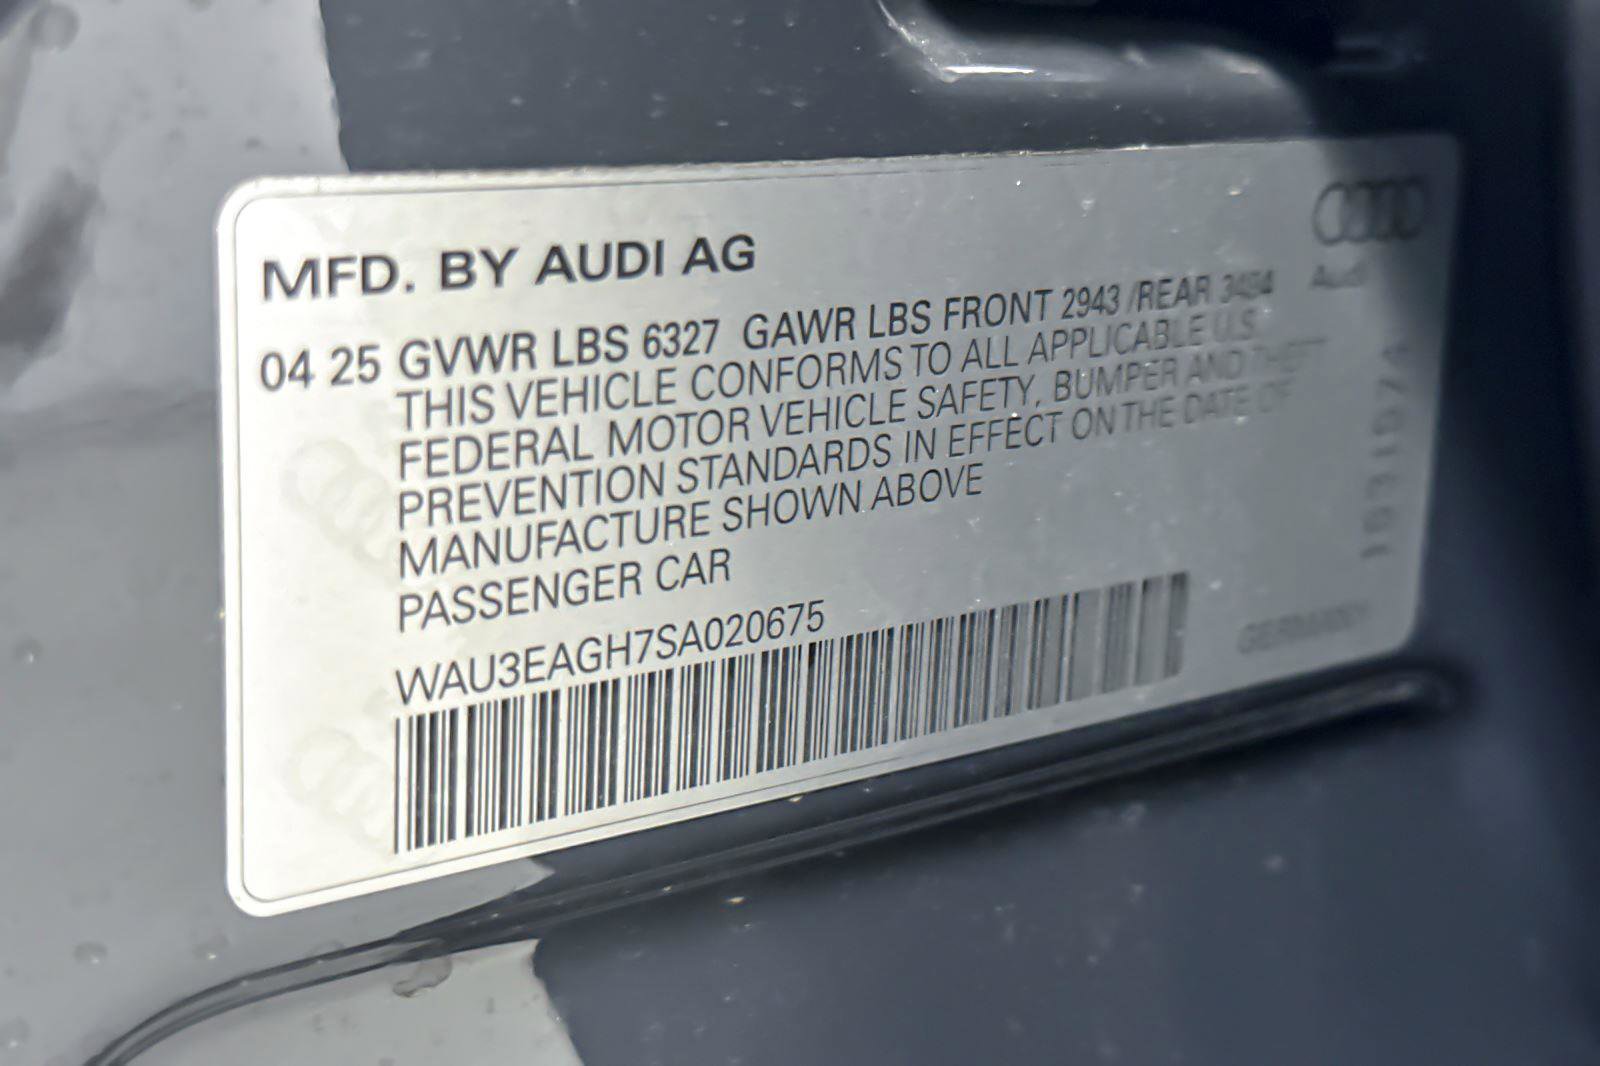 MFD. BY AUDI AG
Audi
04 25 GVWR LBS 6327 GAWR LBS FRONT 2943 /REAR
THIS VEHICLE CONFORMS TO ALL APPLICABLE U.S.
FEDERAL MOTOR VEHICLE SAFETY, BUMPER AND THEFT
PREVENTION STANDARDS IN EFFECT ON THE DATE OF
MANUFACTURE SHOWN ABOVE
PASSENGER CAR
WAU3EAGH7SA020675
GERMANY